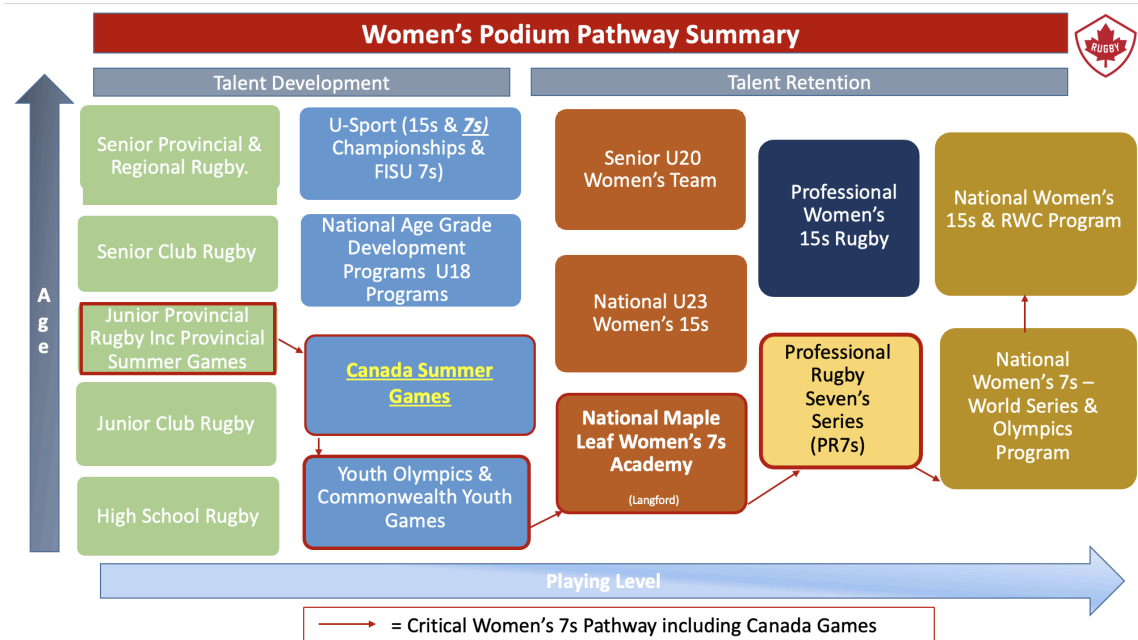 Women's Podium Pathway Summary
RUGBY
Talent Development
Talent Retention
Age
Senior Provincial &
Regional Rugby.
Senior Club Rugby
Junior Provincial
Rugby Inc Provincial
Summer Games
Junior Club Rugby
High School Rugby
U-Sport (15s & 7s)
Championships &
FISU 7s)
National Age Grade
Development
Programs U18
Programs
Canada Summer
Games
Youth Olympics &
Commonwealth Youth
Games
Senior U20
Women's Team
National U23
Women's 15s
National Maple
Leaf Women's 7s
Academy
(Langford)
Professional
Women's
15s Rugby
Professional
Rugby
Seven's
Series
(PR7s)
National Women's
15s & RWC Program
National
Women's 7s –
World Series &
Olympics
Program
Playing Level
= Critical Women's 7s Pathway including Canada Games